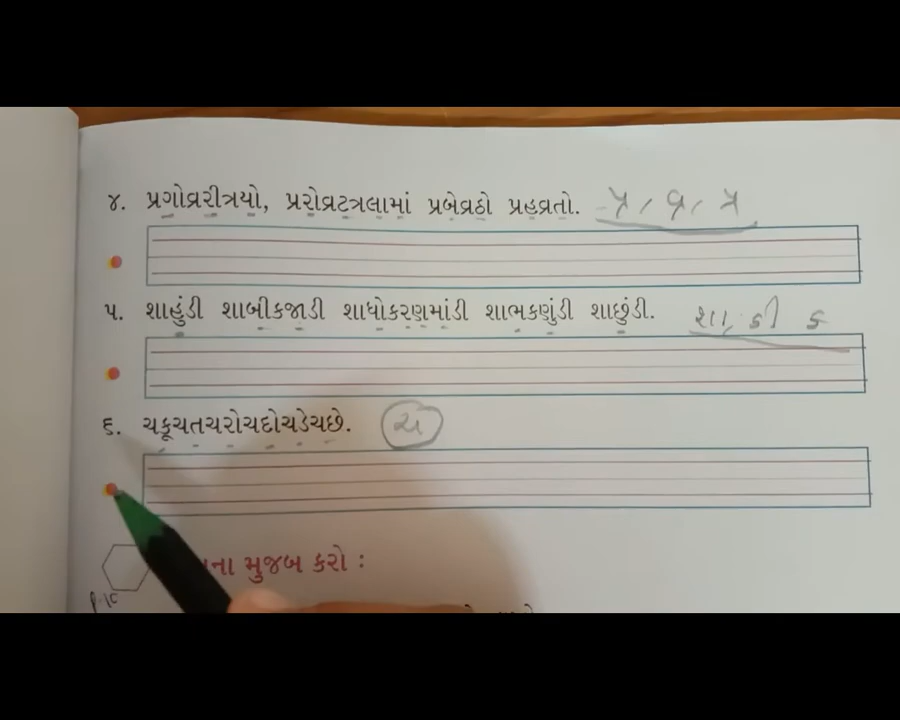 ૪. પ્રગોવ્રરીત્રયો, પ્રરોવ્રટત્રલામાં પ્રબેવ્રઠો પ્રહવ્રતો. પ્ર, વ્ર, ત્ર
૫. શાહુંડી શાબીકજાડી શાધોકરણમાંડી શાભકણુંડી શાછુંડી. શા, ડી ક
૬. ચકૂચતચરોચદોચડેચછે. ચ
ના મુજબ કરો :